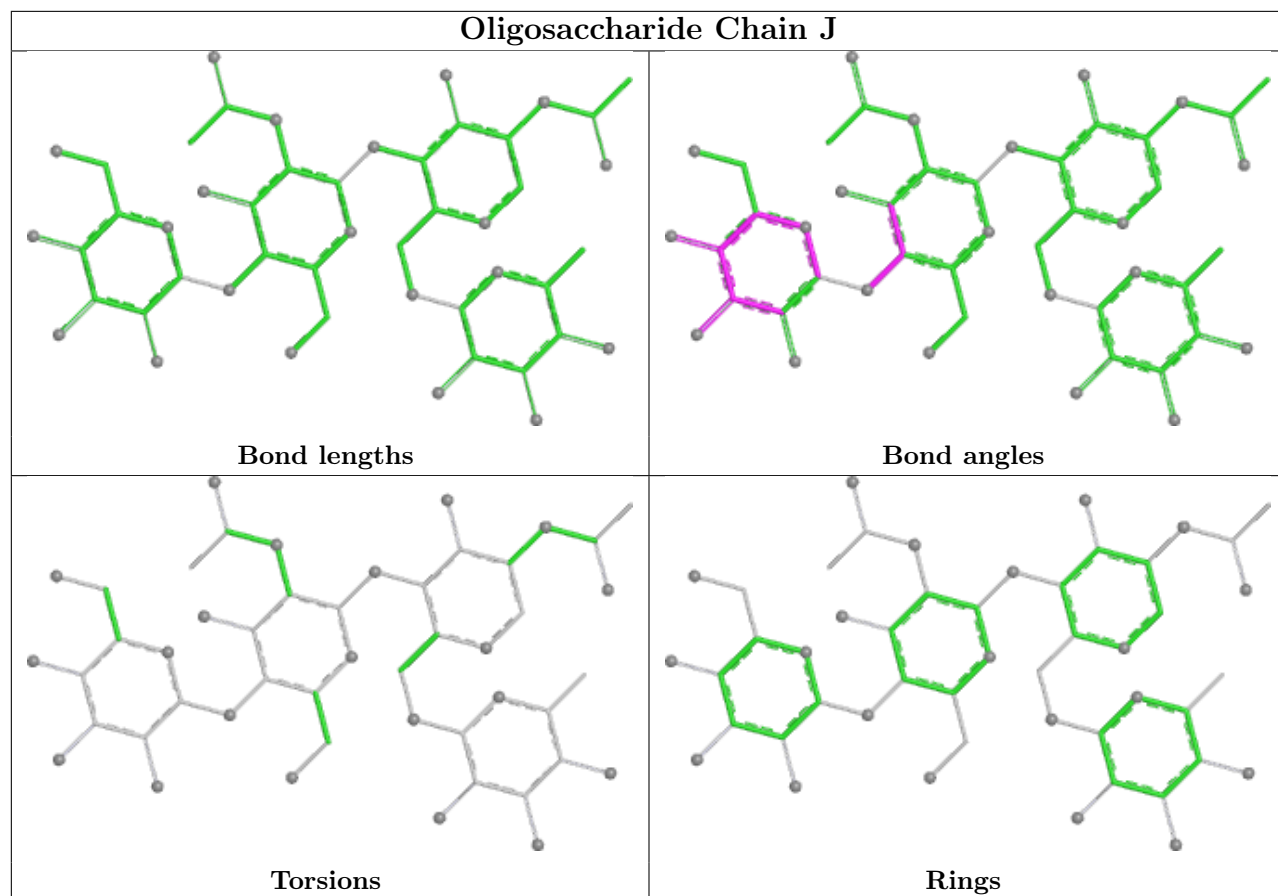 Oligosaccharide Chain J
Bond lengths
Bond angles
Torsions
Rings